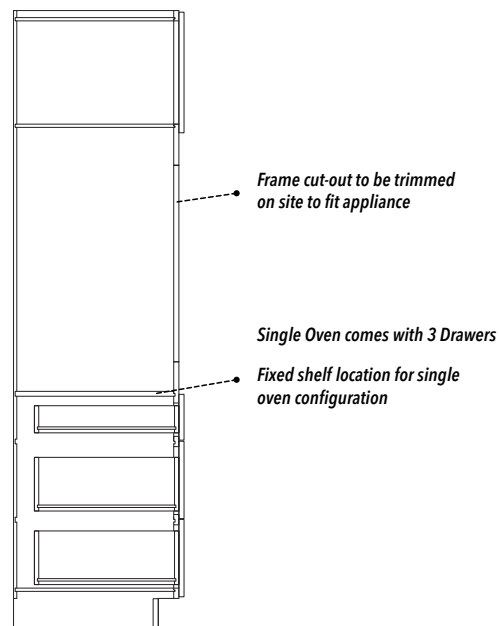 Frame cut-out to be trimmed
on site to fit appliance
Single Oven comes with 3 Drawers
Fixed shelf location for single
oven configuration